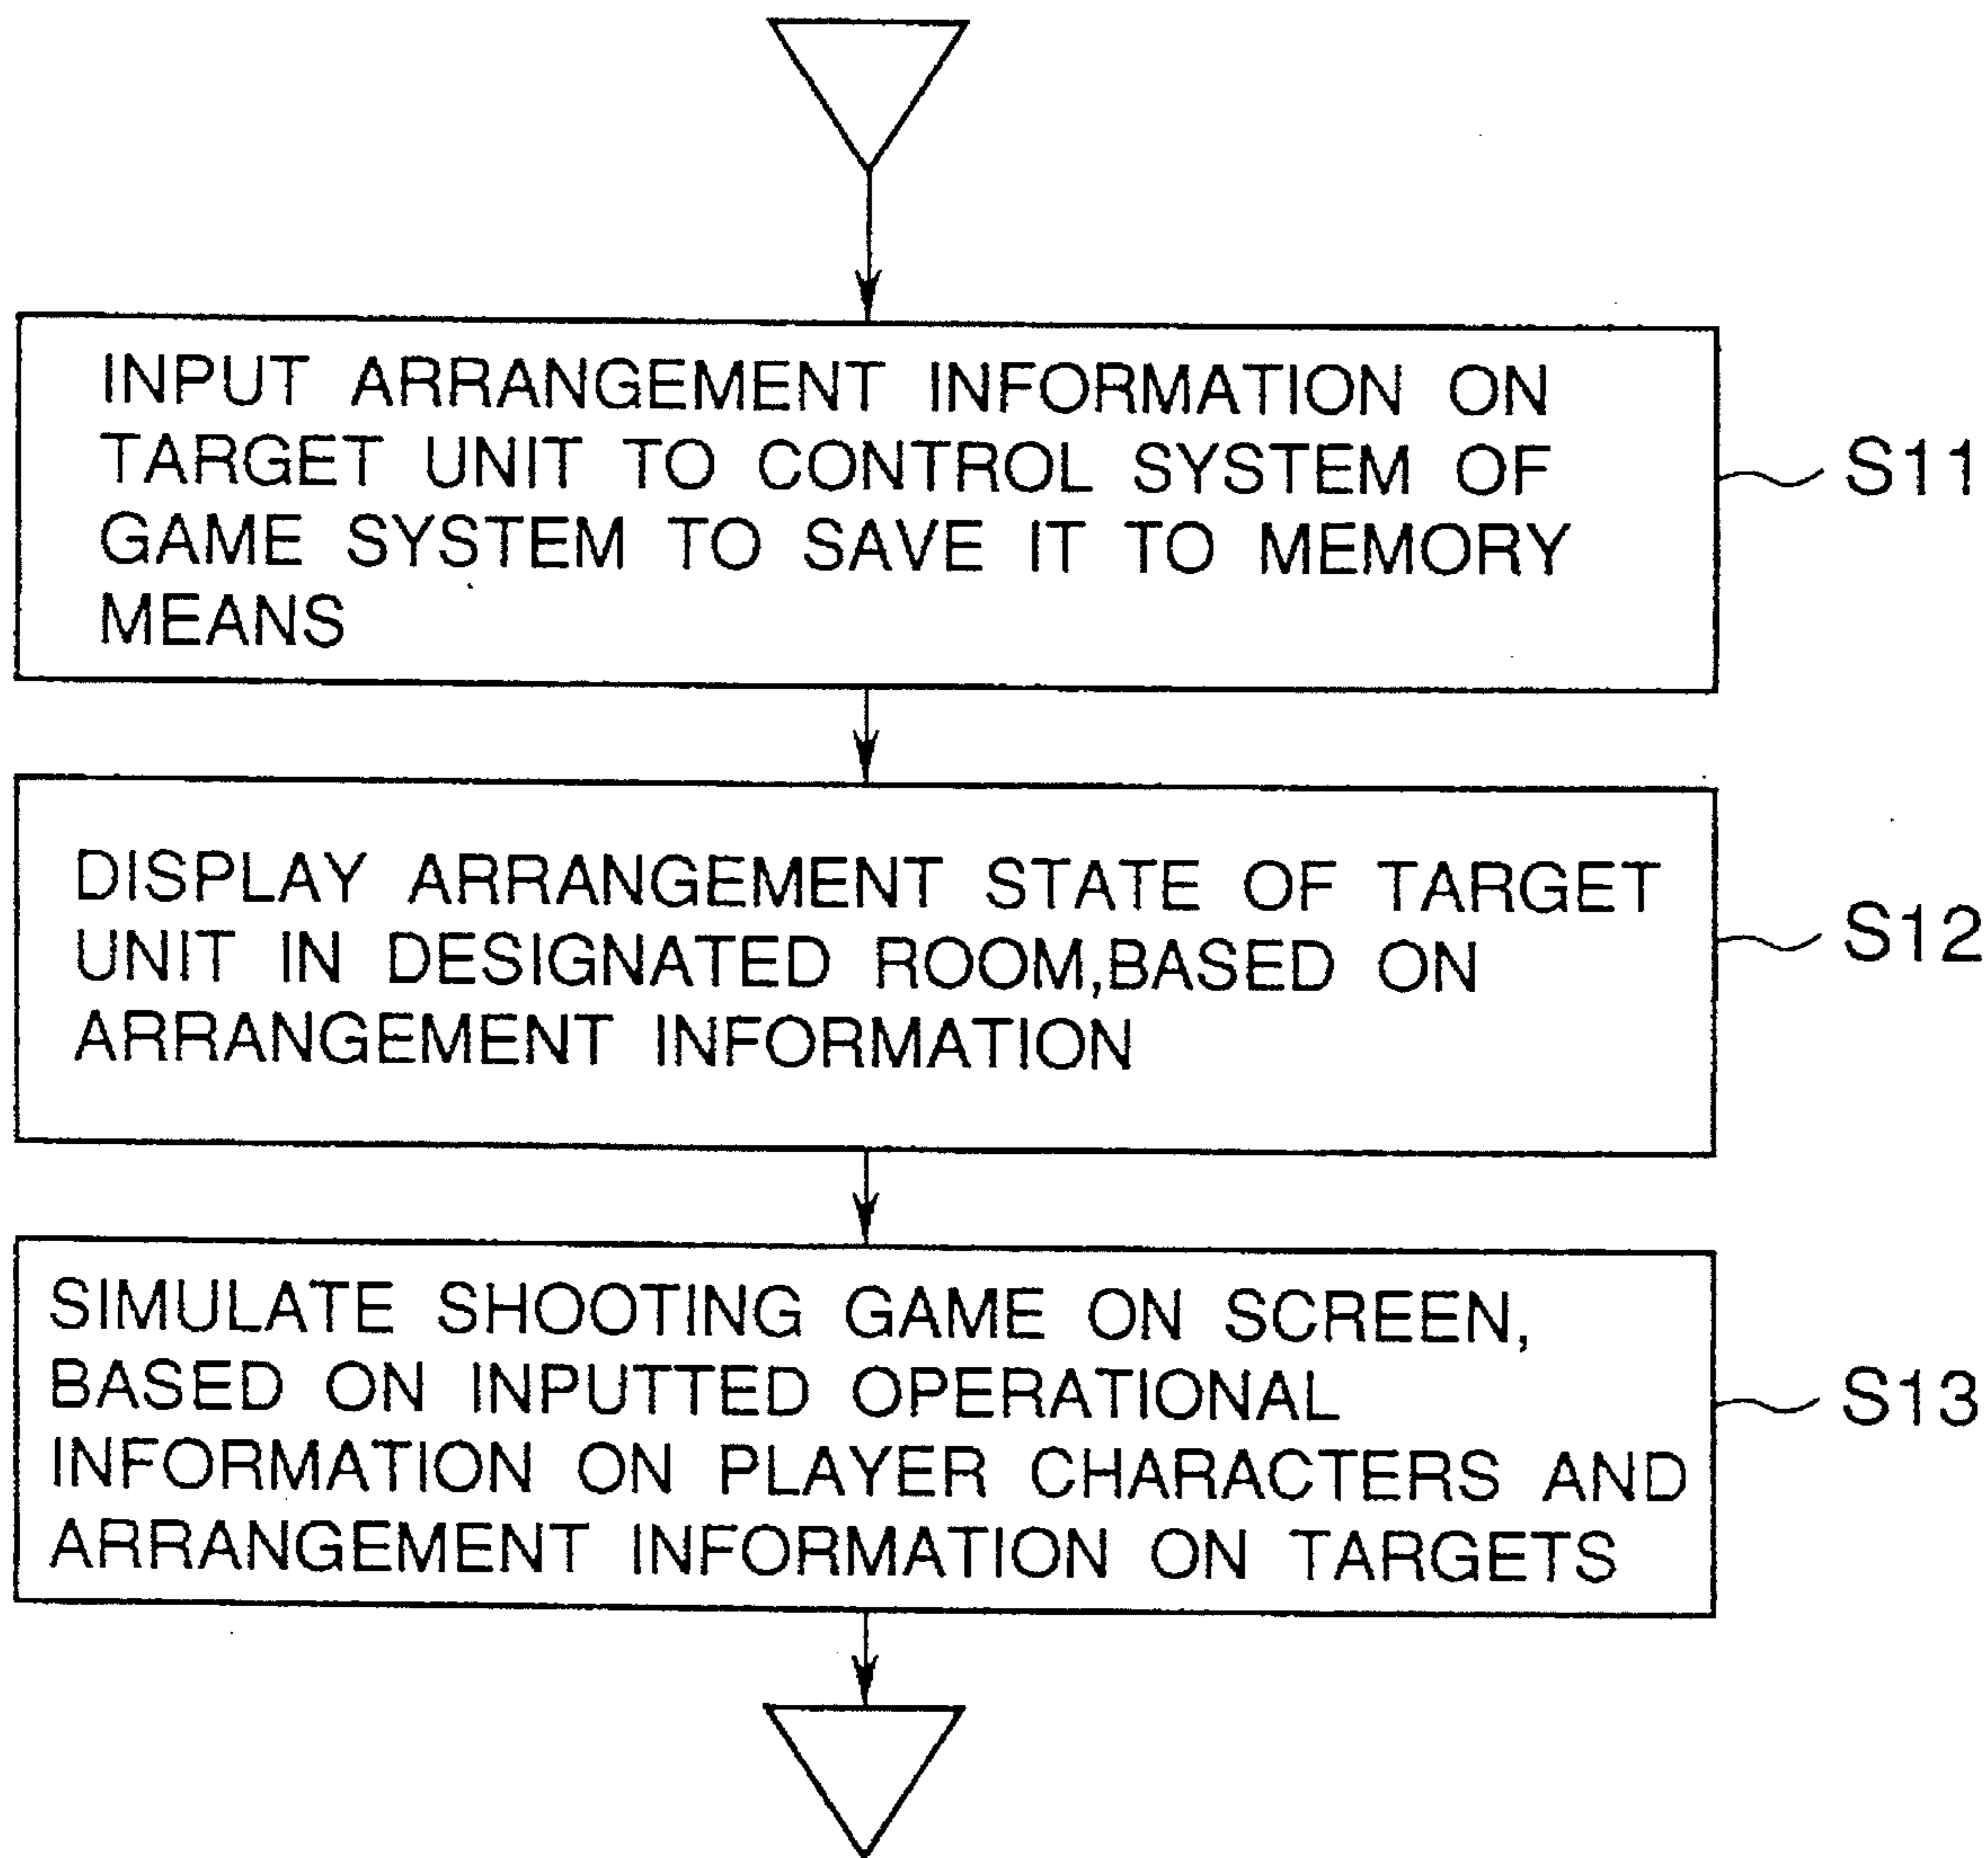 INPUT ARRANGEMENT INFORMATION ON
TARGET UNIT TO CONTROL SYSTEM OF
GAME SYSTEM TO SAVE IT TO MEMORY
MEANS
S11
DISPLAY ARRANGEMENT STATE OF TARGET
UNIT IN DESIGNATED ROOM,BASED ON
ARRANGEMENT INFORMATION
S12
SIMULATE SHOOTING GAME ON SCREEN,
BASED ON INPUTTED OPERATIONAL
INFORMATION ON PLAYER CHARACTERS AND
ARRANGEMENT INFORMATION ON TARGETS
S13